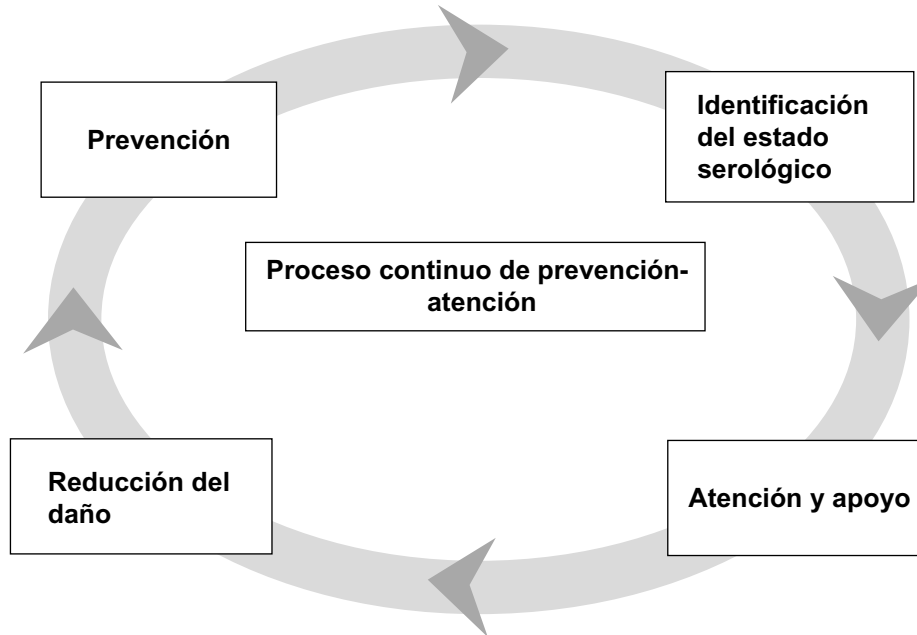 Prevención
Identificación
del estado
serológico
Proceso continuo de prevención-
atención
Reducción del
daño
Atención y apoyo